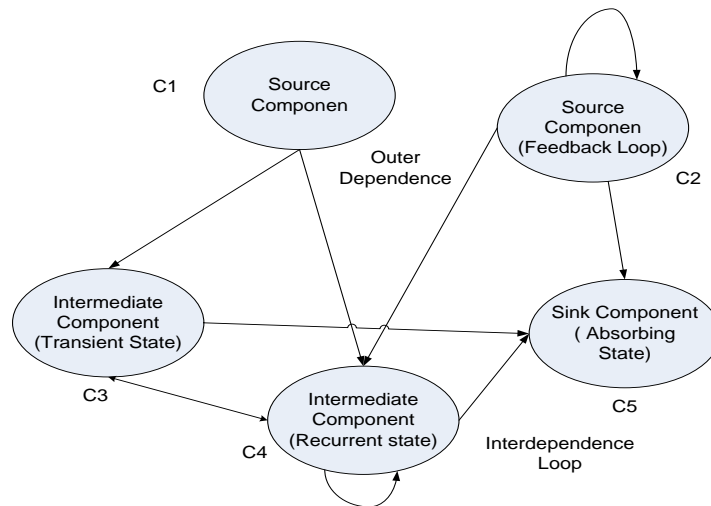 C1
Source
Componen
Source
Componen
(Feedback Loop)
C2
Outer
Dependence
Intermediate
Component
(Transient State)
C3
Sink Component
( Absorbing
State)
C5
Intermediate
Component
(Recurrent state)
C4
Interdependence
Loop